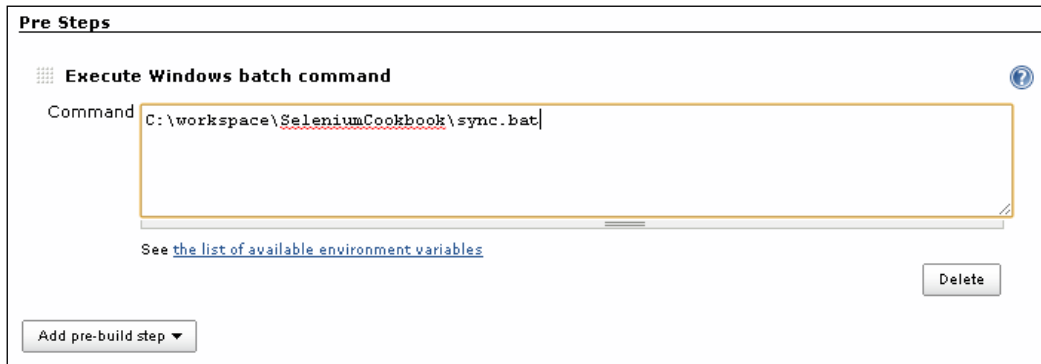 Pre Steps
Execute Windows batch command
Command
C:\workspace\SeleniumCookbook\sync.bat
See the list of available environment variables
Delete
Add pre-build step